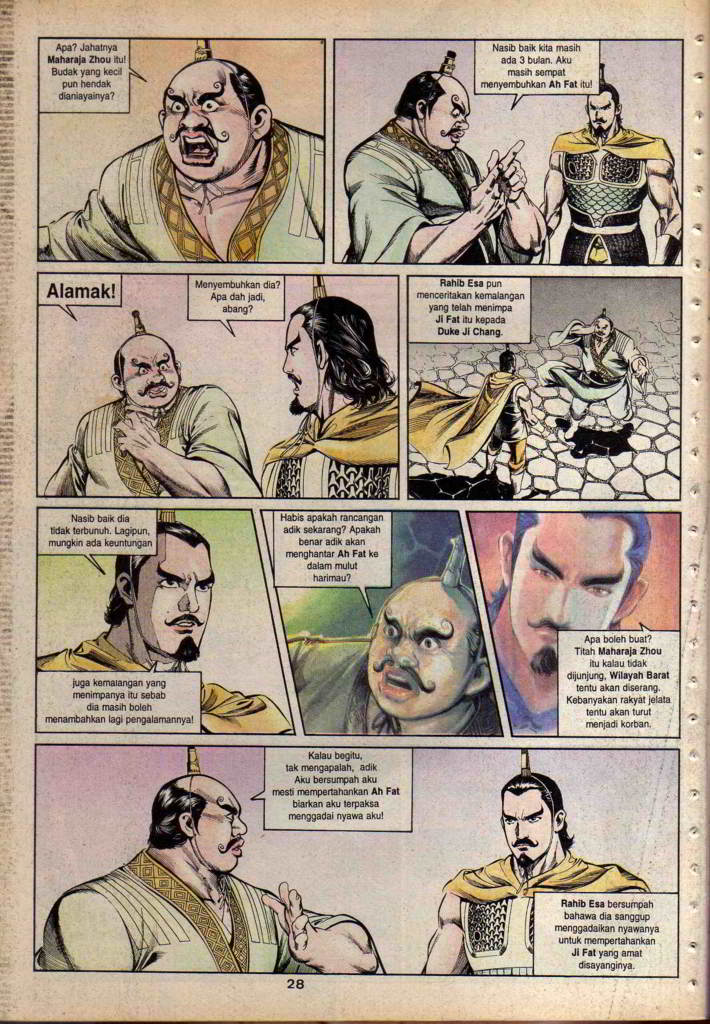 Apa? Jahatnya
Maharaja Zhou itu!
Budak yang kecil
pun hendak
dianiayainya?
Nasib baik kita masih
ada 3 bulan. Aku
masih sempat
menyembuhkan Ah Fat itu!
Alamak!
Menyembuhkan dia?
Apa dah jadi,
abang?
Rahib Esa pun
menceritakan kemalangan
yang telah menimpa
Ji Fat itu kepada
Duke Ji Chang.
Nasib baik dia
tidak terbunuh. Lagipun,
mungkin ada keuntungan
juga kemalangan yang
menimpanya itu sebab
dia masih boleh
menambahkan lagi pengalamannya!
Habis apakah rancangan
adik sekarang? Apakah
benar adik akan
menghantar Ah Fat ke
dalam mulut
harimau?
Apa boleh buat?
Titah Maharaja Zhou
itu kalau tidak
dijunjung, Wilayah Barat
tentu akan diserang.
Kebanyakan rakyat jelata
tentu akan turut
menjadi korban.
Kalau begitu,
tak mengapalah, adik
Aku bersumpah aku
mesti mempertahankan Ah Fat
biarkan aku terpaksa
menggadai nyawa aku!
Rahib Esa bersumpah
bahawa dia sanggup
menggadaikan nyawanya
untuk mempertahankan
Ji Fat yang amat
disayanginya.
28